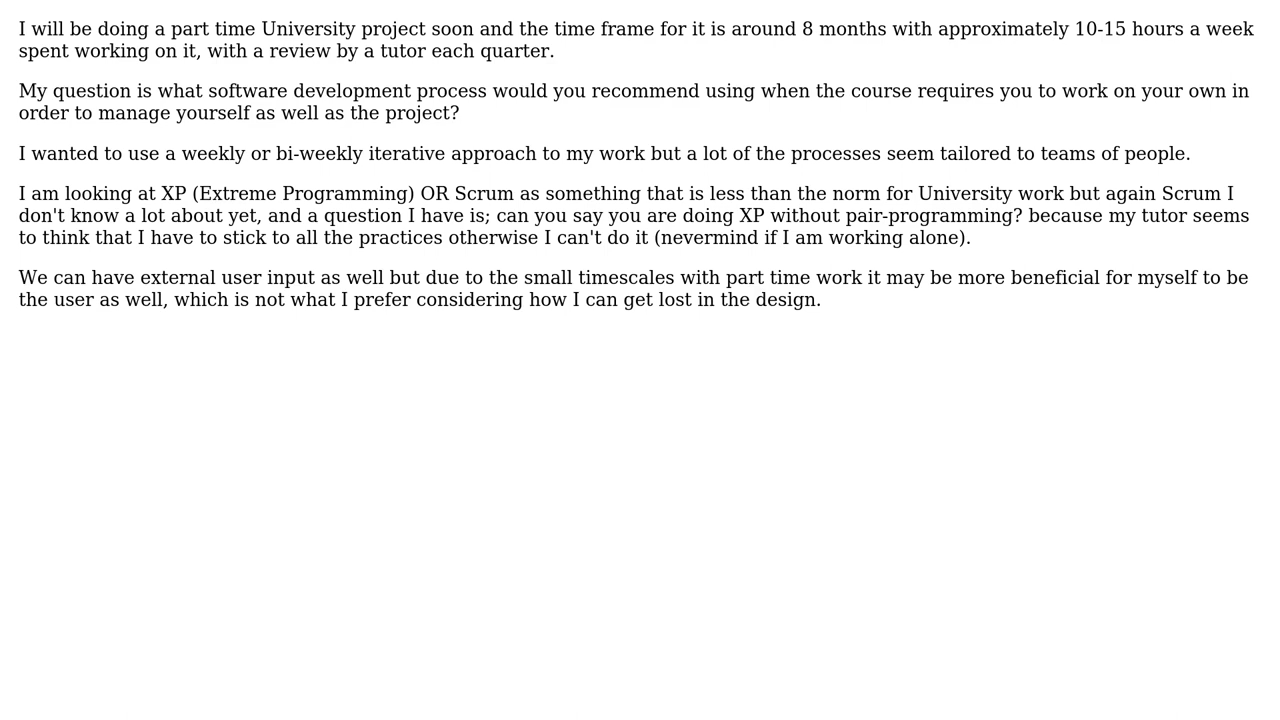 I will be doing a part time University project soon and the time frame for it is around 8 months with approximately 10-15 hours a week
spent working on it, with a review by a tutor each quarter.
My question is what software development process would you recommend using when the course requires you to work on your own in
order to manage yourself as well as the project?
I wanted to use a weekly or bi-weekly iterative approach to my work but a lot of the processes seem tailored to teams of people.
I am looking at XP (Extreme Programming) OR Scrum as something that is less than the norm for University work but again Scrum I
don't know a lot about yet, and a question I have is; can you say you are doing XP without pair-programming? because my tutor seems
to think that I have to stick to all the practices otherwise I can't do it (nevermind if I am working alone).
We can have external user input as well but due to the small timescales with part time work it may be more beneficial for myself to be
the user as well, which is not what I prefer considering how I can get lost in the design.